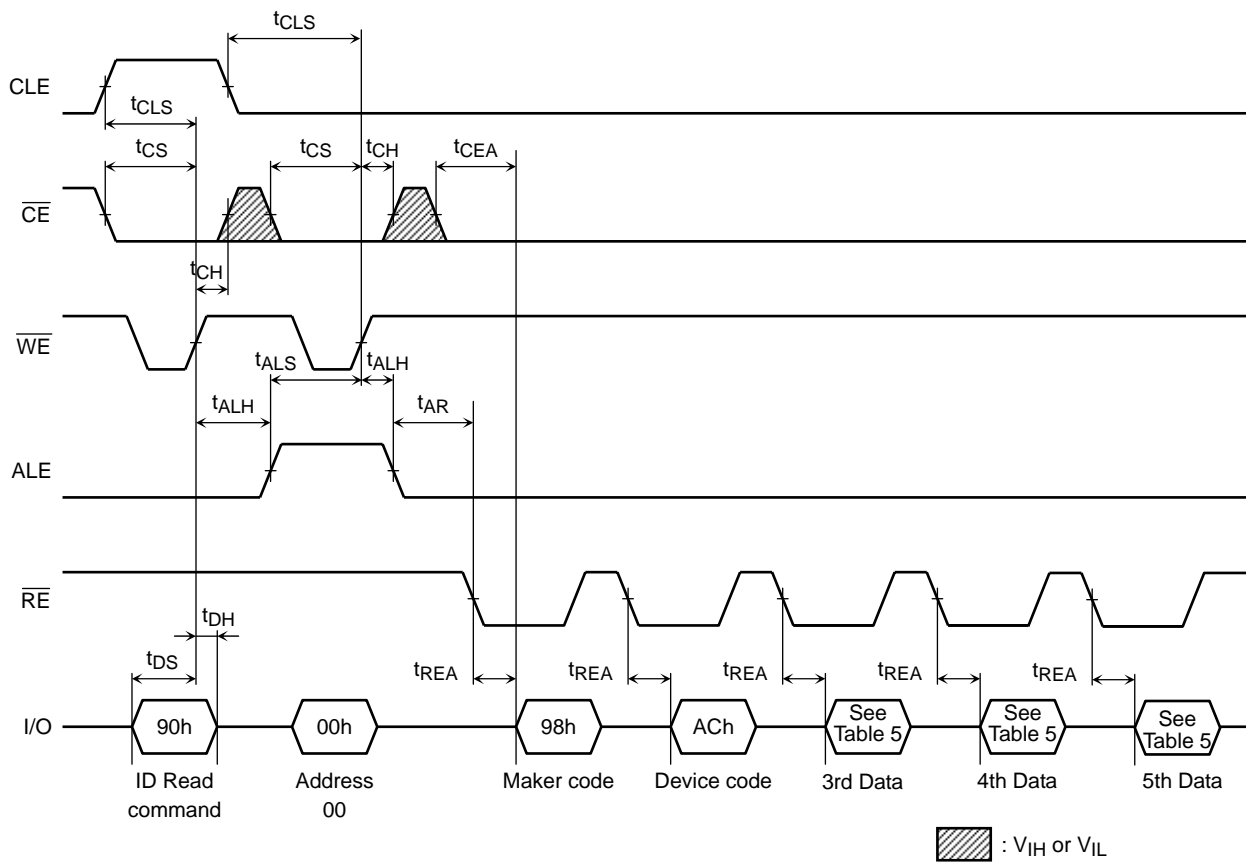 tCLS
CLE
tCLS
tCS
tCS
tCH
tCEA
CE
tCH
WE
tALS
tALH
tALH
tAR
ALE
RE
tDH
tDS
tREA
tREA
tREA
tREA
tREA
I/O
90h
00h
98h
ACh
See
Table 5
See
Table 5
See
Table 5
ID Read
command
Address
00
Maker code
Device code
3rd Data
4th Data
5th Data
: VIH or VIL